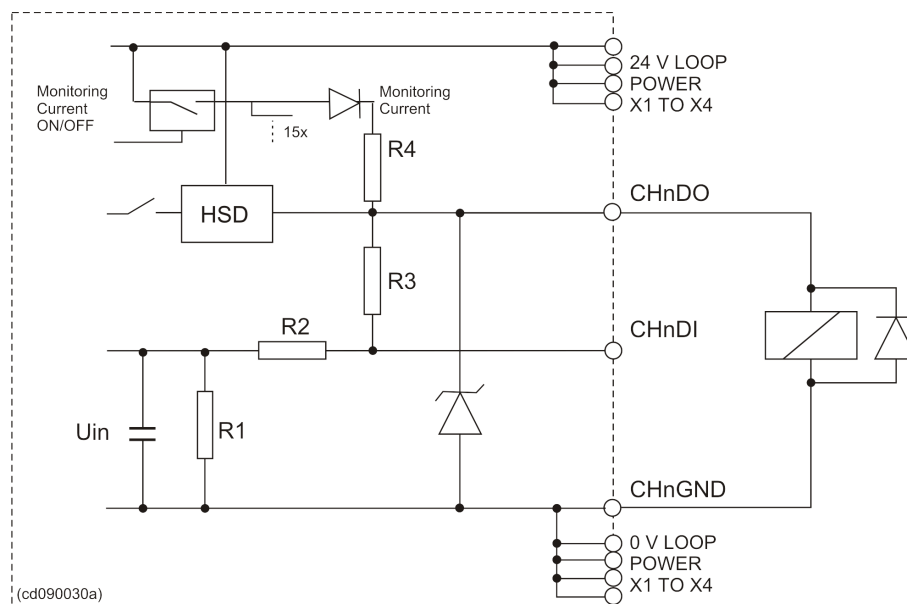 24 V LOOP
POWER
X1 TO X4
Monitoring
Current
ON/OFF
Monitoring
Current
15x
R4
CHnDO
HSD
R3
R2
CHnDI
Uin
R1
CHnGND
0 V LOOP
POWER
X1 TO X4
(cd090030a)